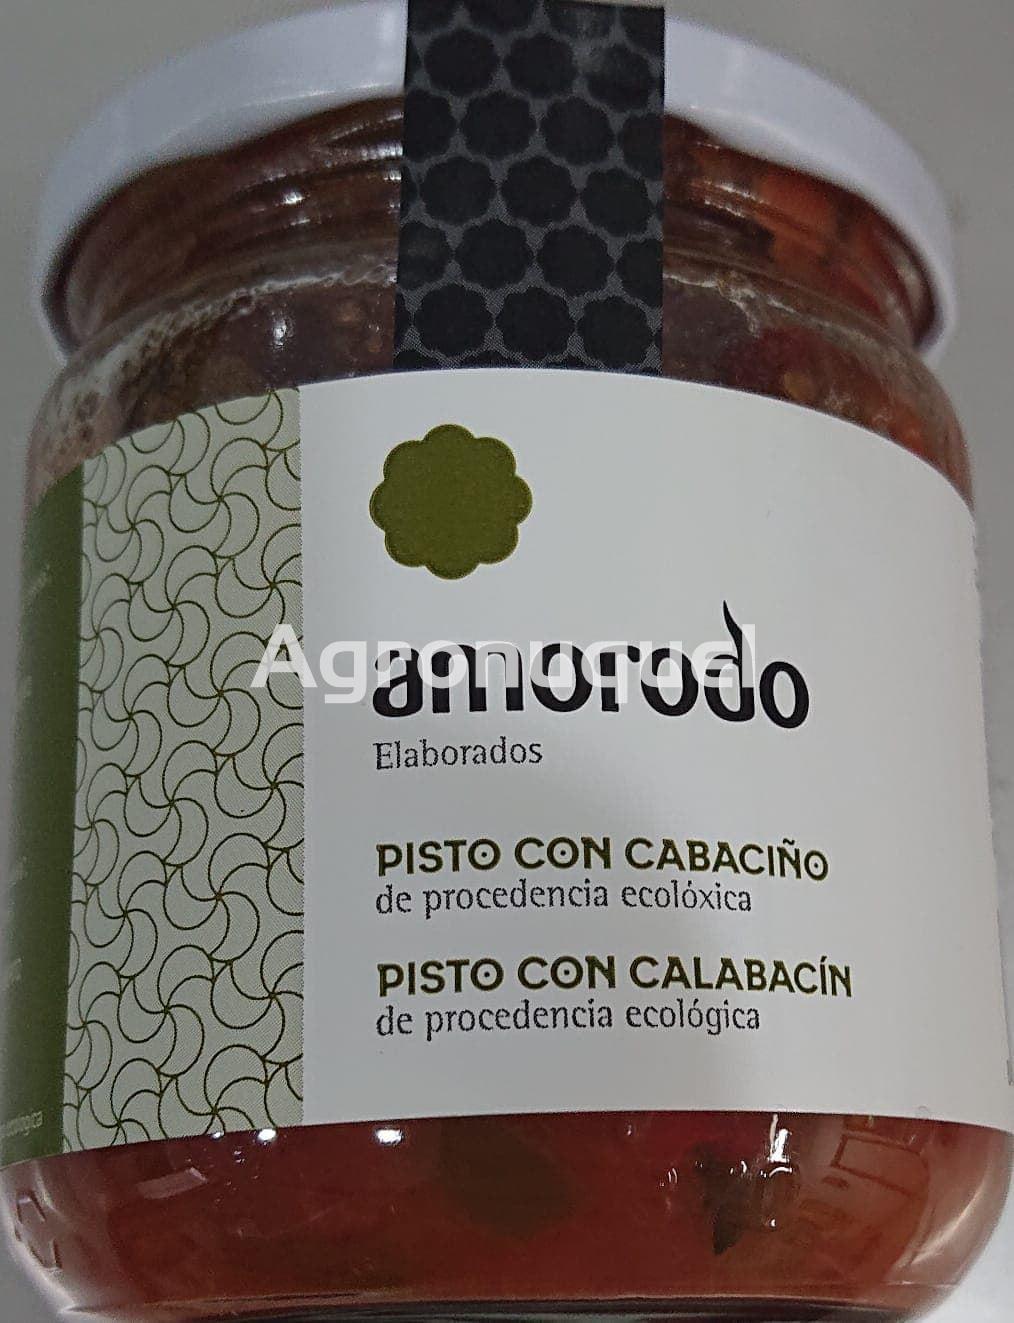 Agronuquel
amorodo
Elaborados
PISTO CON CABACIÑO
de procedencia ecolóxica
PISTO CON CALABACÍN
de procedencia ecológica